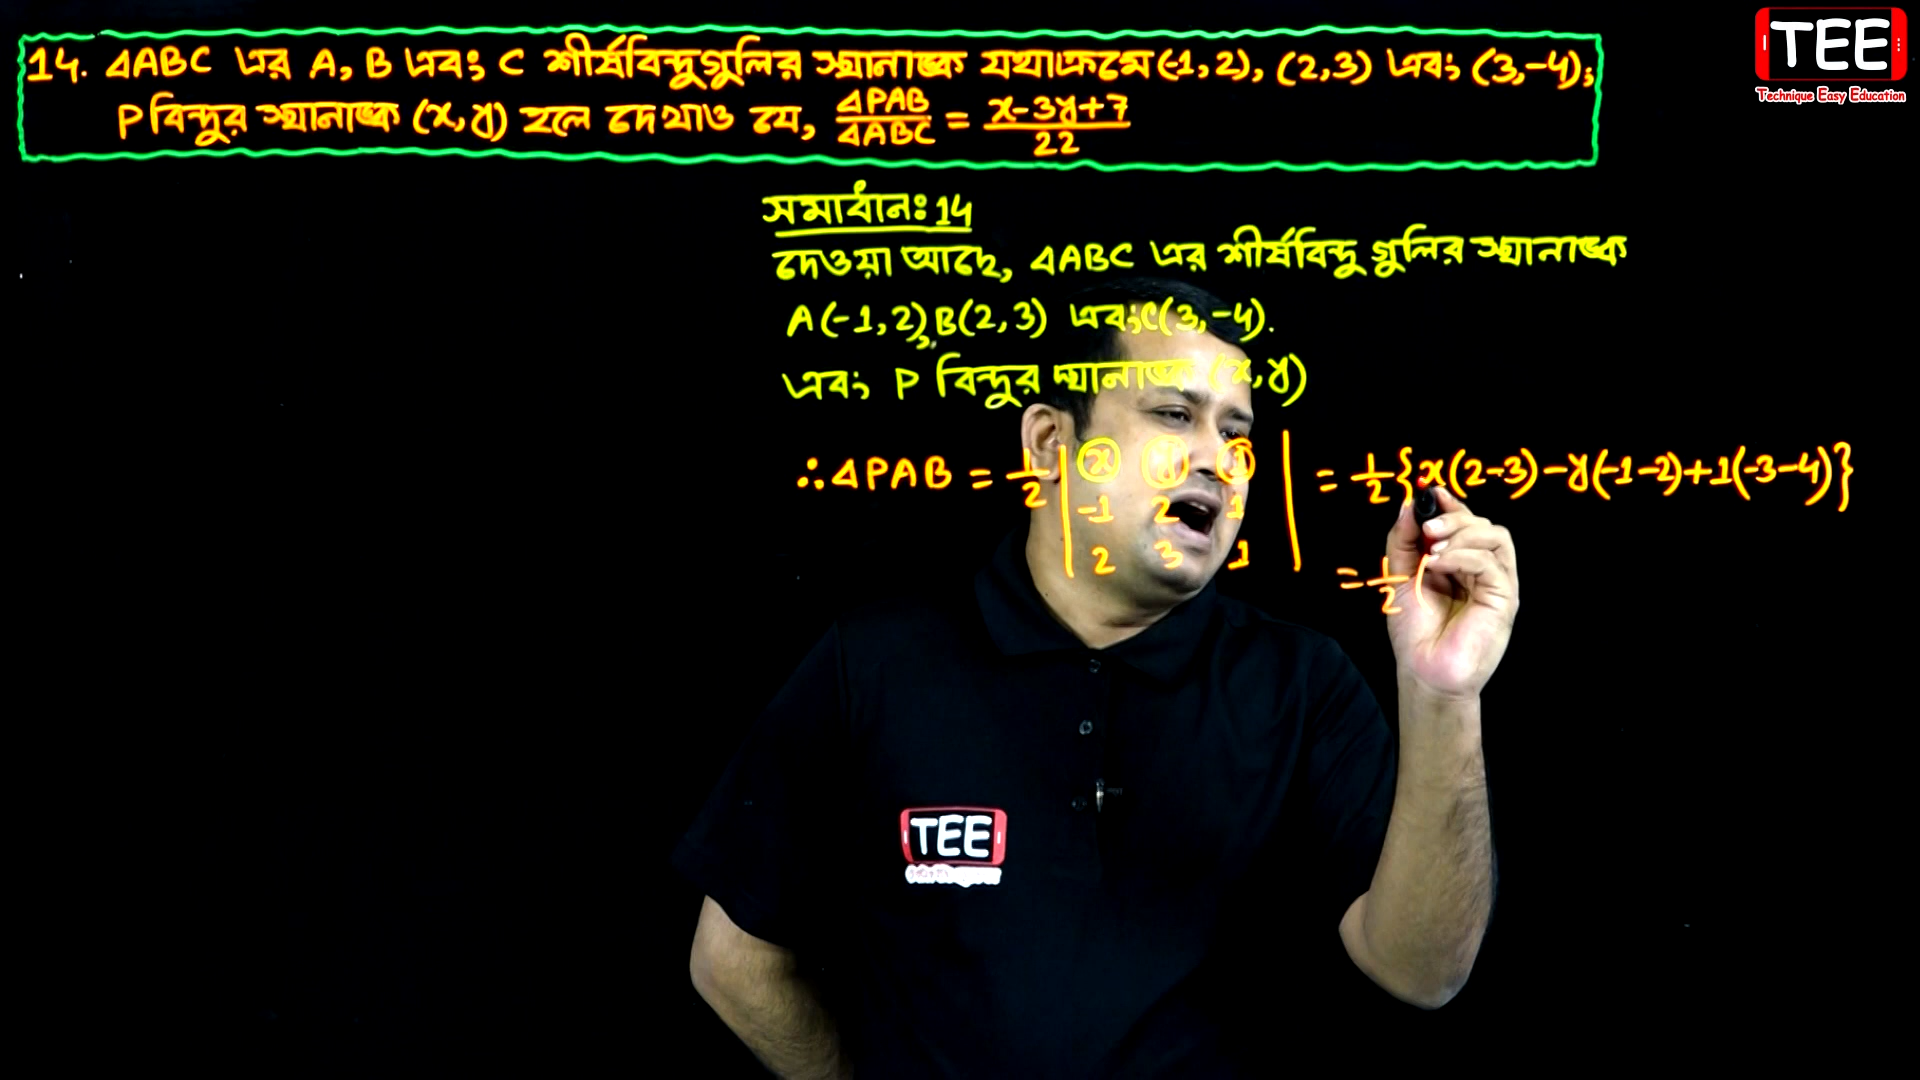 14. ΔABC এর A, B এবং C শীর্ষবিন্দুগুলির স্থানাঙ্ক যথাক্রমে (-1,2), (2,3) এবং (3,-4);
P বিন্দুর স্থানাঙ্ক (x,y) হলে দেখাও যে, ΔPAB/ΔABC = (x-3y+7)/22
TEE
Technique Easy Education
সমাধানঃ 14
দেওয়া আছে, ΔABC এর শীর্ষবিন্দু গুলির স্থানাঙ্ক
A(-1,2), B(2,3) এবং C(3,-4).
এবং P বিন্দুর স্থানাঙ্ক (x,y)
∴ ΔPAB = 1/2 | x y 1 | = 1/2 {x(2-3)-y(-1-2)+1(-3-4)}
-1 2 1
2 3 1
= 1/2 (
TEE